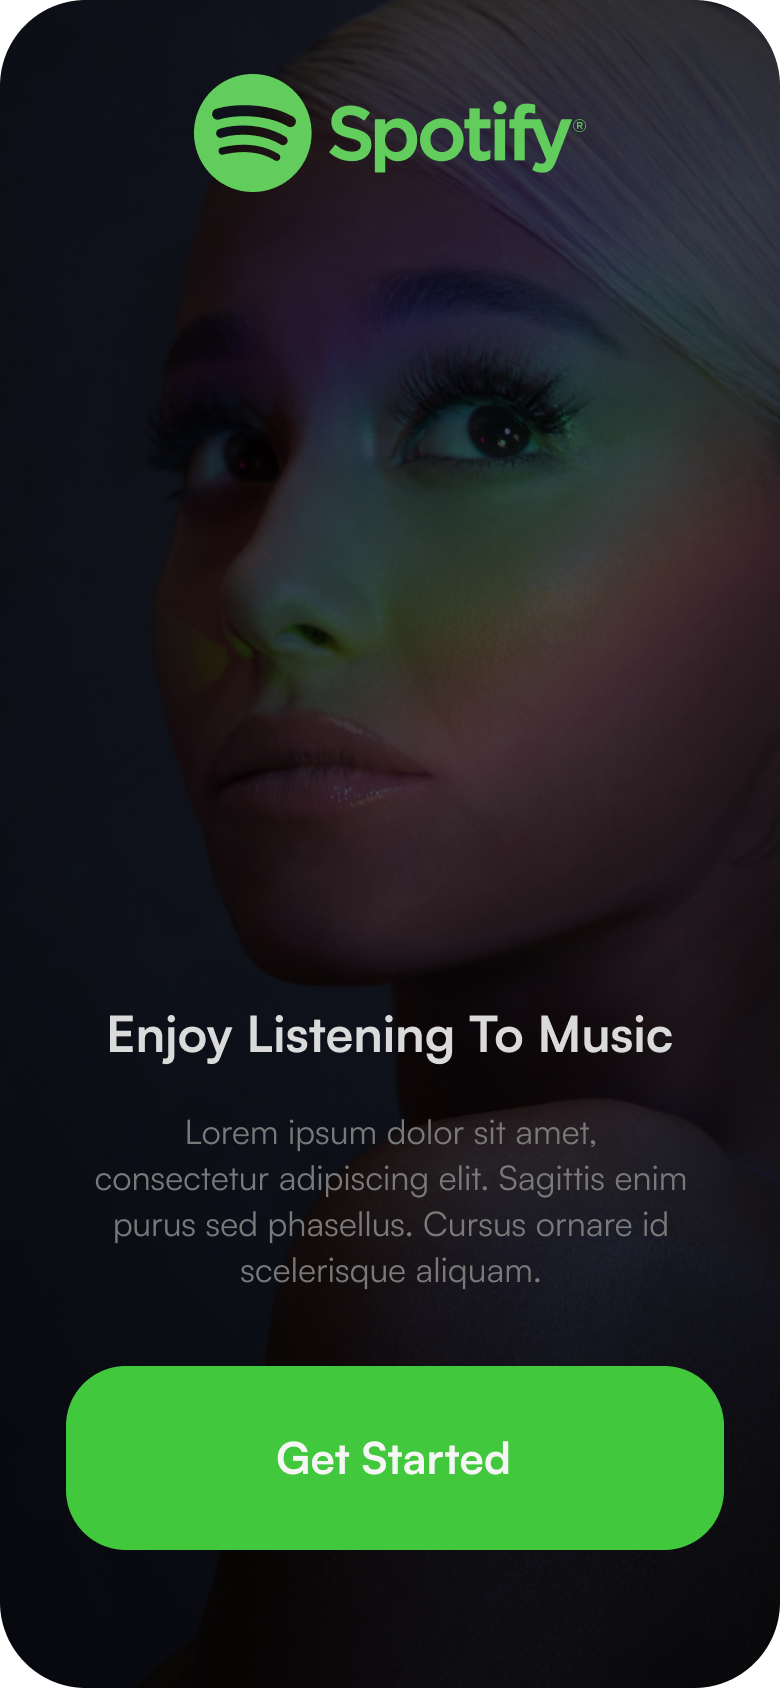 Spotify®
Enjoy Listening To Music
Lorem ipsum dolor sit amet,
consectetur adipiscing elit. Sagittis enim
purus sed phasellus. Cursus ornare id
scelerisque aliquam.
Get Started